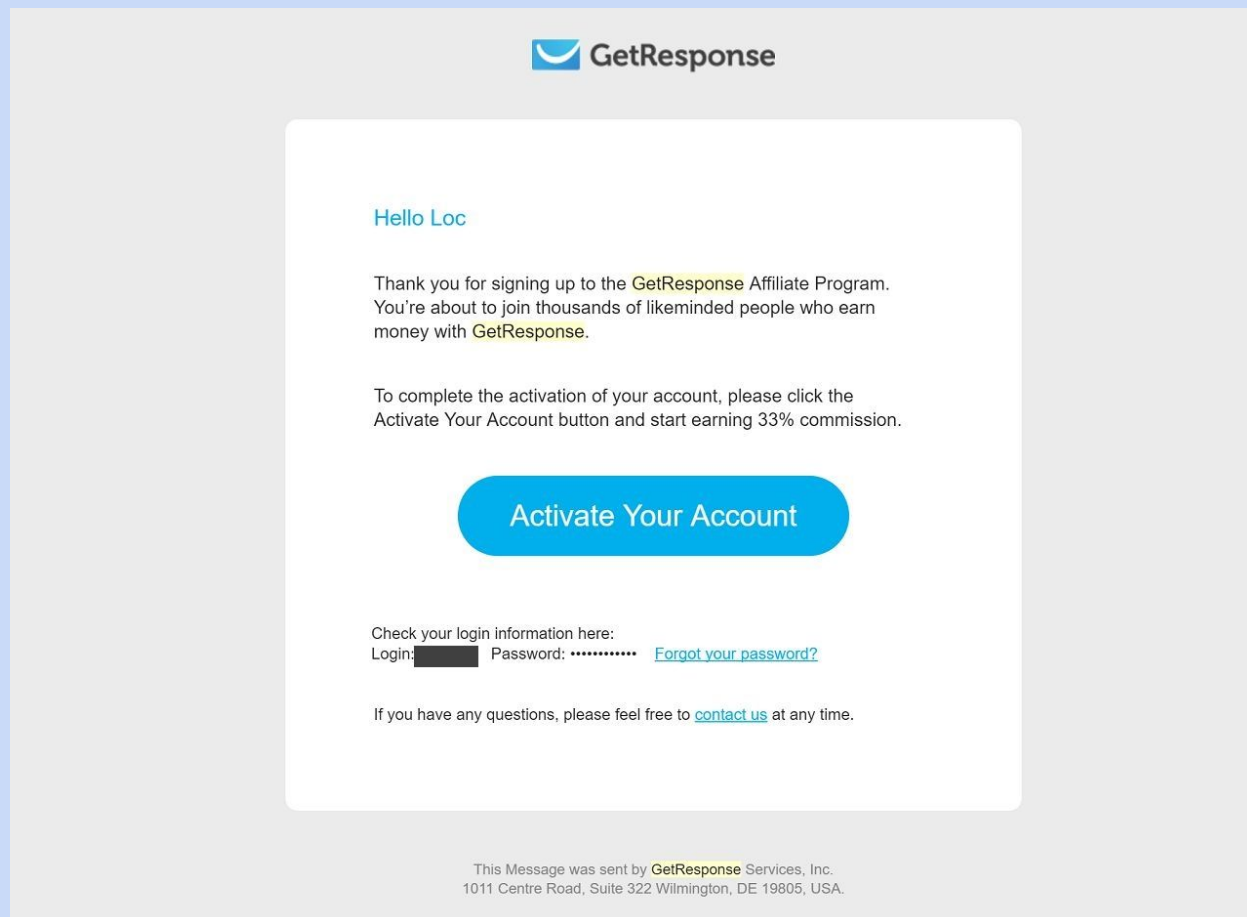 GetResponse
Hello Loc
Thank you for signing up to the GetResponse Affiliate Program.
You’re about to join thousands of likeminded people who earn
money with GetResponse.
To complete the activation of your account, please click the
Activate Your Account button and start earning 33% commission.
Activate Your Account
Check your login information here:
Login: Password: •••••••••••• Forgot your password?
If you have any questions, please feel free to contact us at any time.
This Message was sent by GetResponse Services, Inc.
1011 Centre Road, Suite 322 Wilmington, DE 19805, USA.